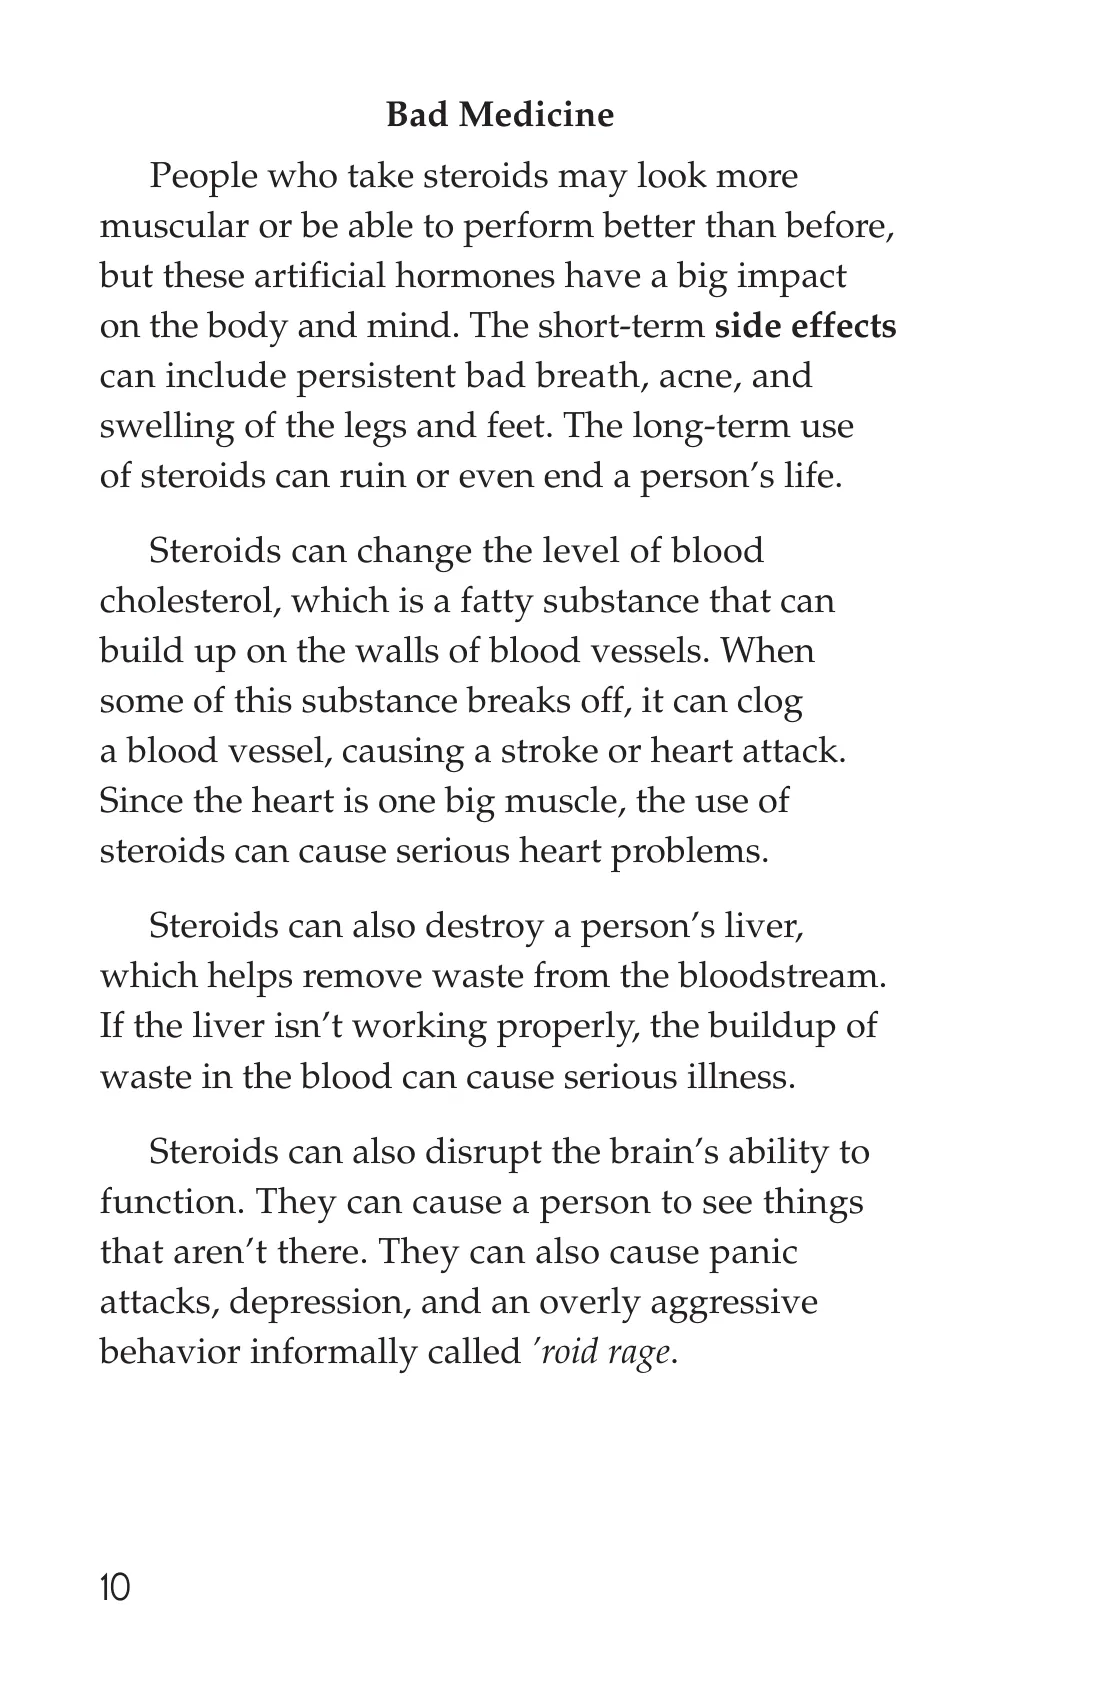 Bad Medicine
People who take steroids may look more
muscular or be able to perform better than before,
but these artificial hormones have a big impact
on the body and mind. The short-term side effects
can include persistent bad breath, acne, and
swelling of the legs and feet. The long-term use
of steroids can ruin or even end a person’s life.
Steroids can change the level of blood
cholesterol, which is a fatty substance that can
build up on the walls of blood vessels. When
some of this substance breaks off, it can clog
a blood vessel, causing a stroke or heart attack.
Since the heart is one big muscle, the use of
steroids can cause serious heart problems.
Steroids can also destroy a person’s liver,
which helps remove waste from the bloodstream.
If the liver isn’t working properly, the buildup of
waste in the blood can cause serious illness.
Steroids can also disrupt the brain’s ability to
function. They can cause a person to see things
that aren’t there. They can also cause panic
attacks, depression, and an overly aggressive
behavior informally called ’roid rage.
10